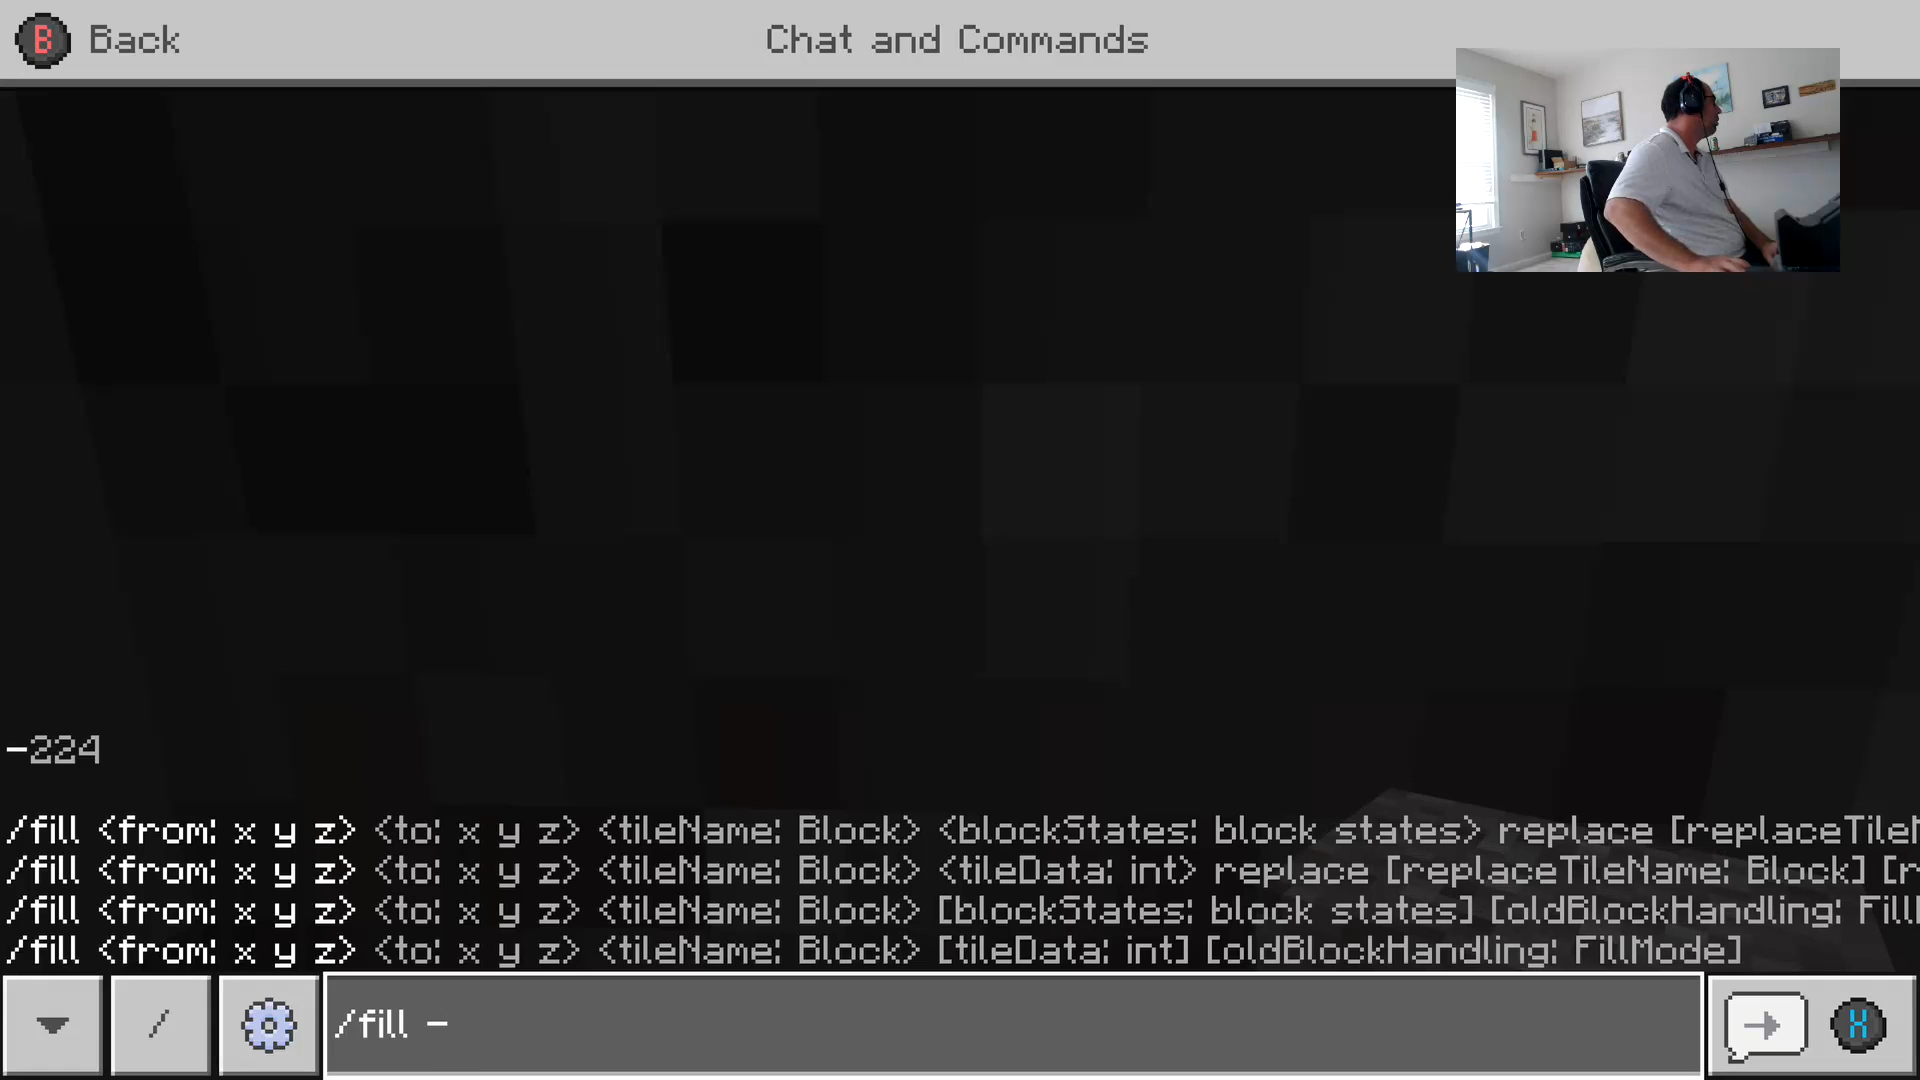 B Back
Chat and Commands
-224
/fill <from: x y z> <to: x y z> <tileName: Block> <blockStates: block states> replace [replaceTileN
/fill <from: x y z> <to: x y z> <tileName: Block> <tileData: int> replace [replaceTileName: Block] [r
/fill <from: x y z> <to: x y z> <tileName: Block> [blockStates: block states] [oldBlockHandling: Fill
/fill <from: x y z> <to: x y z> <tileName: Block> [tileData: int] [oldBlockHandling: FillMode]
/ /fill - X